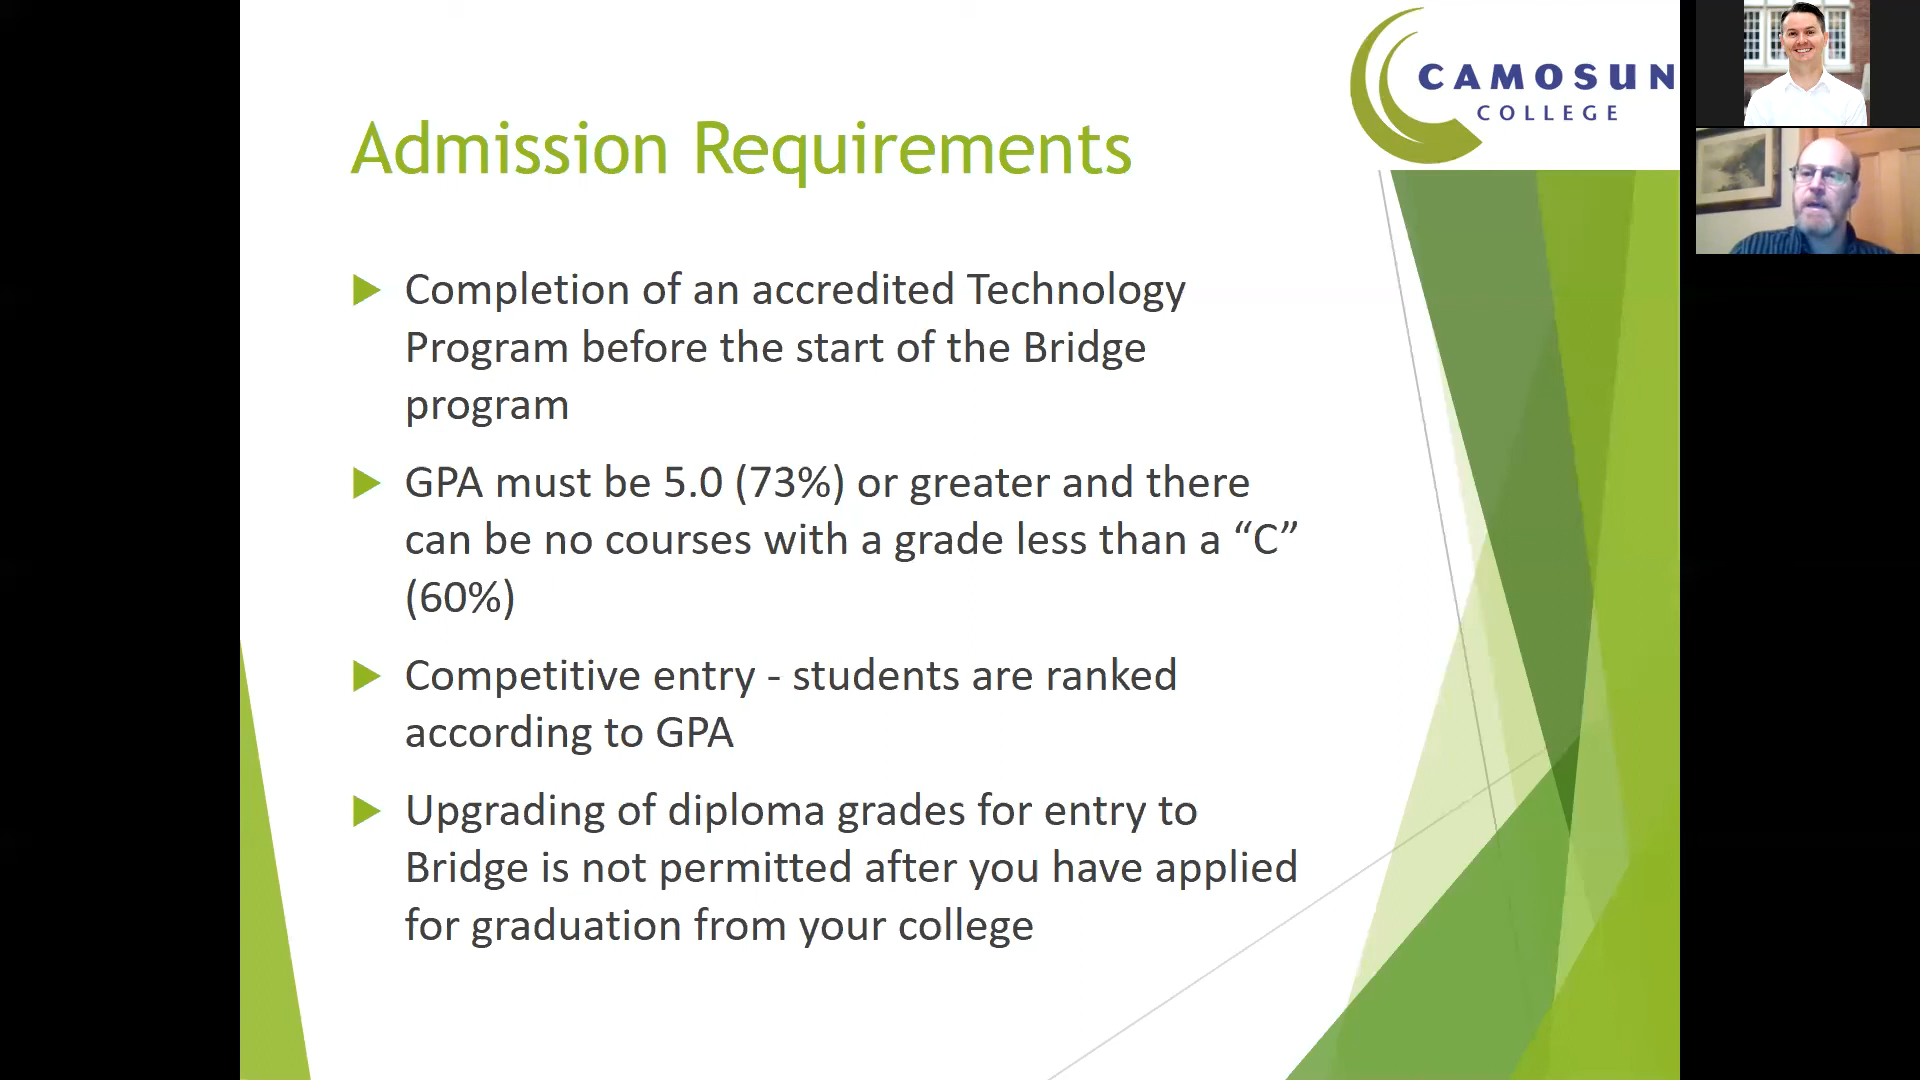 CAMOSUN
COLLEGE
Admission Requirements
Completion of an accredited Technology
Program before the start of the Bridge
program
GPA must be 5.0 (73%) or greater and there
can be no courses with a grade less than a “C”
(60%)
Competitive entry - students are ranked
according to GPA
Upgrading of diploma grades for entry to
Bridge is not permitted after you have applied
for graduation from your college